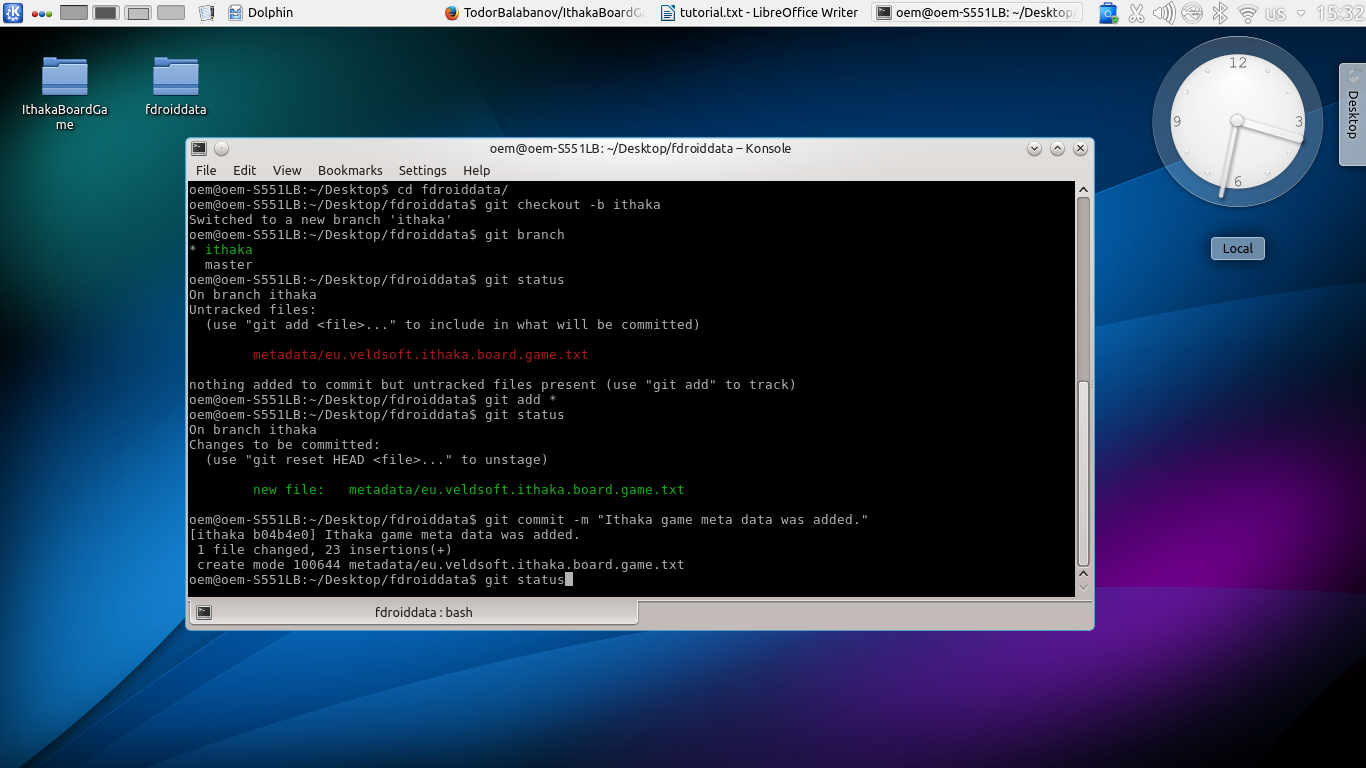 Dolphin
TodorBalabanov/IthakaBoardG
tutorial.txt - LibreOffice Writer
oem@oem-S551LB: ~/Desktop/
us
15:32
IthakaBoardGa
me
fdroiddata
12
3
6
9
Local
Desktop
oem@oem-S551LB: ~/Desktop/fdroiddata – Konsole
File Edit View Bookmarks Settings Help
oem@oem-S551LB:~/Desktop$ cd fdroiddata/
oem@oem-S551LB:~/Desktop/fdroiddata$ git checkout -b ithaka
Switched to a new branch 'ithaka'
oem@oem-S551LB:~/Desktop/fdroiddata$ git branch
* ithaka
  master
oem@oem-S551LB:~/Desktop/fdroiddata$ git status
On branch ithaka
Untracked files:
  (use "git add <file>..." to include in what will be committed)
        metadata/eu.veldsoft.ithaka.board.game.txt
nothing added to commit but untracked files present (use "git add" to track)
oem@oem-S551LB:~/Desktop/fdroiddata$ git add *
oem@oem-S551LB:~/Desktop/fdroiddata$ git status
On branch ithaka
Changes to be committed:
  (use "git reset HEAD <file>..." to unstage)
        new file:   metadata/eu.veldsoft.ithaka.board.game.txt
oem@oem-S551LB:~/Desktop/fdroiddata$ git commit -m "Ithaka game meta data was added."
[ithaka b04b4e0] Ithaka game meta data was added.
 1 file changed, 23 insertions(+)
 create mode 100644 metadata/eu.veldsoft.ithaka.board.game.txt
oem@oem-S551LB:~/Desktop/fdroiddata$ git status
fdroiddata : bash